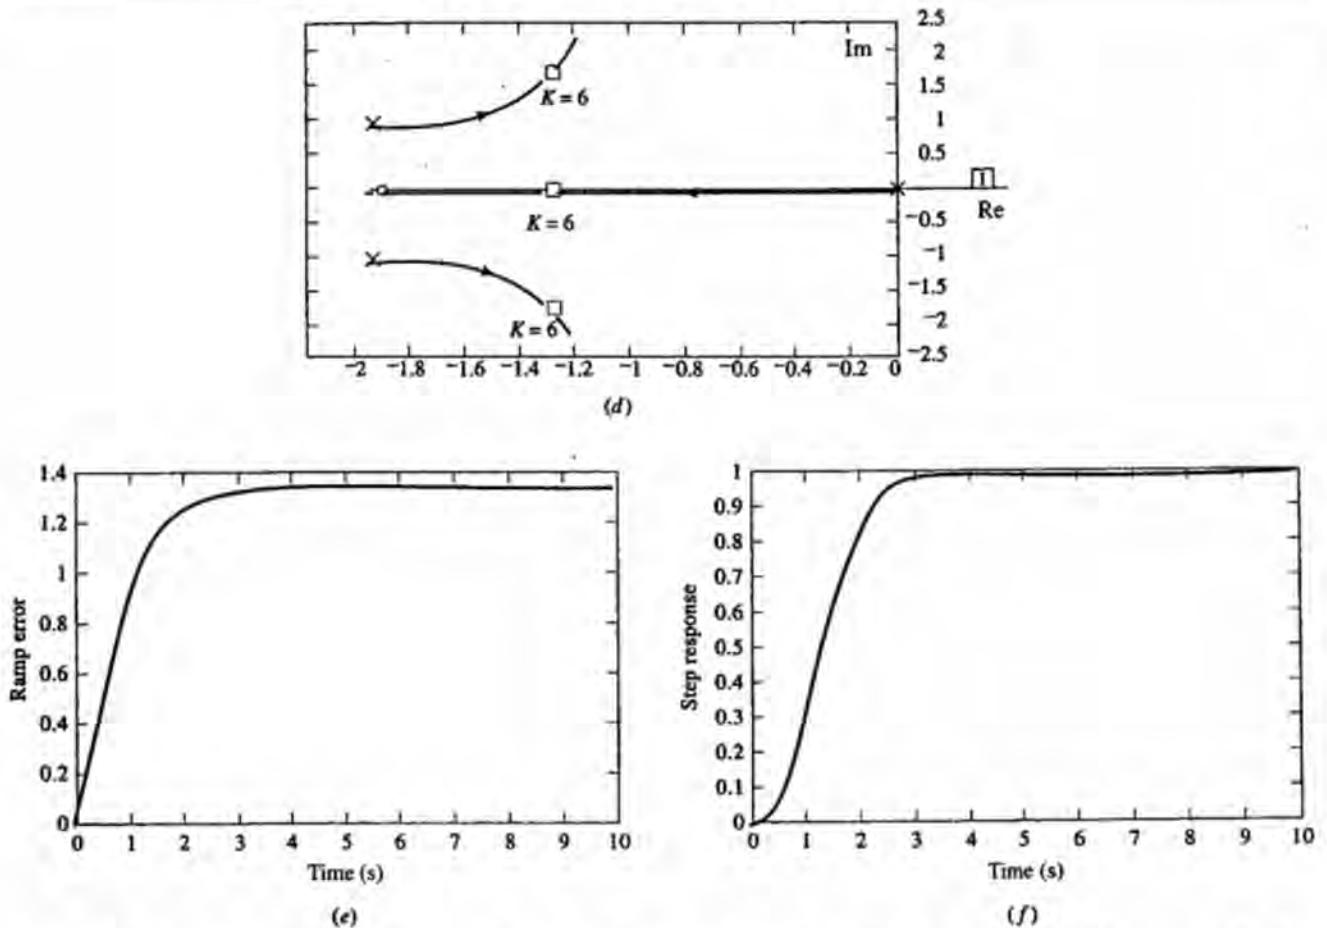 2.5
Im
2
1.5
K = 6
1
0.5
1
Re
K = 6
−0.5
−1
−1.5
−2
K = 6
−2.5
−2 −1.8 −1.6 −1.4 −1.2 −1 −0.8 −0.6 −0.4 −0.2 0
(d)
1.4
1.2
1
0.8
0.6
0.4
0.2
0
Ramp error
0 1 2 3 4 5 6 7 8 9 10
Time (s)
(e)
1
0.9
0.8
0.7
0.6
0.5
0.4
0.3
0.2
0.1
0
Step response
0 1 2 3 4 5 6 7 8 9 10
Time (s)
(f)